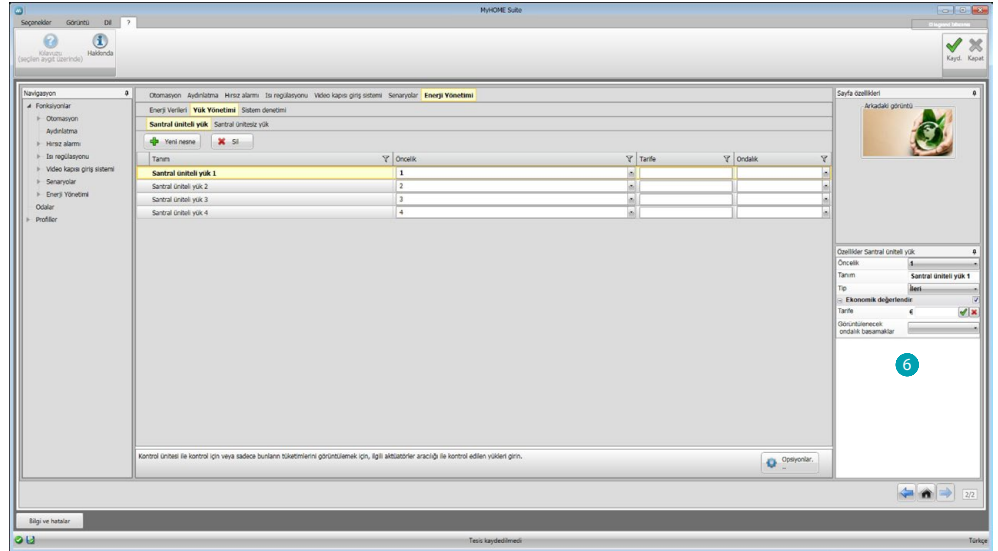 MyHOME Suite
Seçenekler Görüntü Dil ?
Kılavuzu
(seçilen aygıt üzerinde)
Hakkında
Kayd. Kapat
Navigasyon
Fonksiyonlar
Otomasyon
Aydınlatma
Hırsız alarmı
Isı regülasyonu
Video kapısı giriş sistemi
Senaryolar
Enerji Yönetimi
Odalar
Profiller
Otomasyon Aydınlatma Hırsız alarmı Isı regülasyonu Video kapısı giriş sistemi Senaryolar Enerji Yönetimi
Enerji Verileri Yük Yönetimi Sistem denetimi
Santral üniteli yük Santral ünitesiz yük
Yeni nesne Sil
Tanım Öncelik Tarife Ondalık
Santral üniteli yük 1 1
Santral üniteli yük 2 2
Santral üniteli yük 3 3
Santral üniteli yük 4 4
Kontrol ünitesi ile kontrol için veya sadece bunların tüketimlerini görüntülemek için, ilgili aktüatörler aracılığı ile kontrol edilen yükleri girin.
Opsiyonlar.
..
Sayfa özellikleri
Arkadaki görüntü
Özellikler Santral üniteli yük
Öncelik 1
Tanım Santral üniteli yük 1
Tip İleri
Ekonomik değerlendir
Tarife €
Görüntülenecek
ondalık basamaklar
6
2/2
Bilgi ve hatalar
Tesis kaydedilmedi
Türkçe